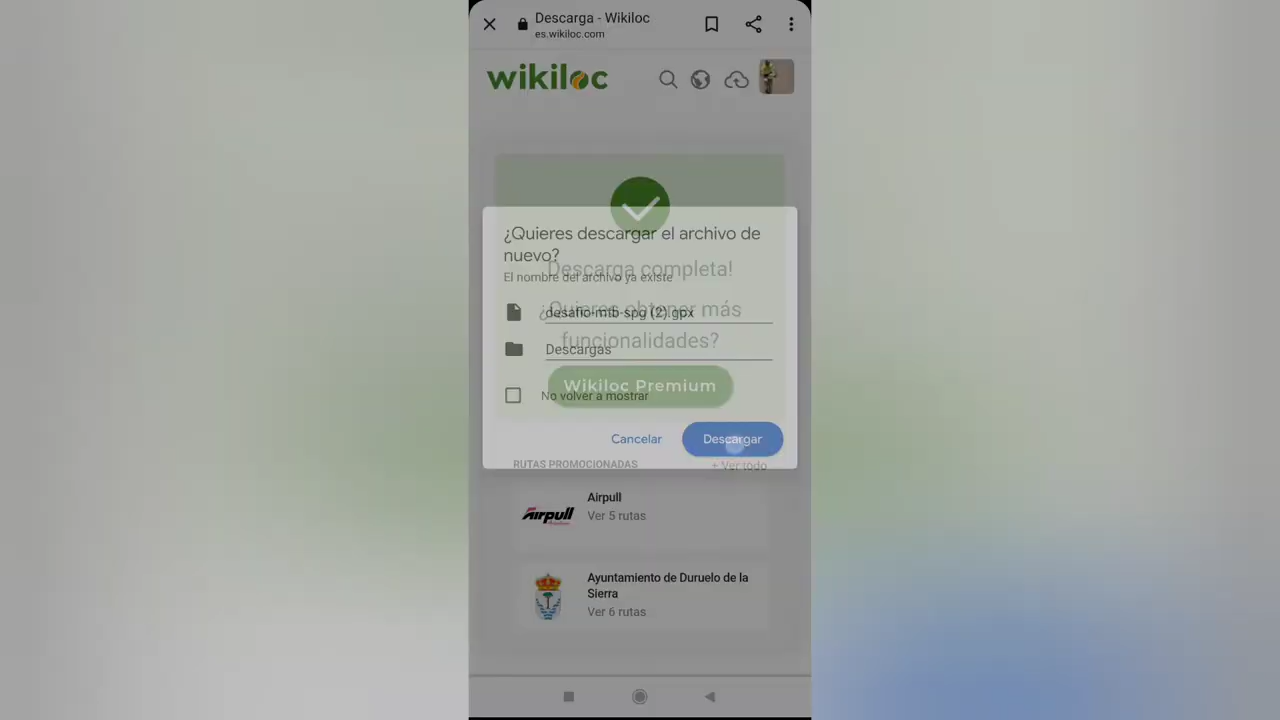 Descarga - Wikiloc
es.wikiloc.com
wikiloc
¿Quieres descargar el archivo de
nuevo?
El nombre del archivo ya existe
Descarga completa!
¿Quieres obtener más
funcionalidades?
desafio-mtb-spg (2).gpx
Descargas
Wikiloc Premium
No volver a mostrar
Cancelar
Descargar
RUTAS PROMOCIONADAS
+ Ver todo
Airpull
Airpull
Ver 5 rutas
Ayuntamiento de Duruelo de la
Sierra
Ver 6 rutas